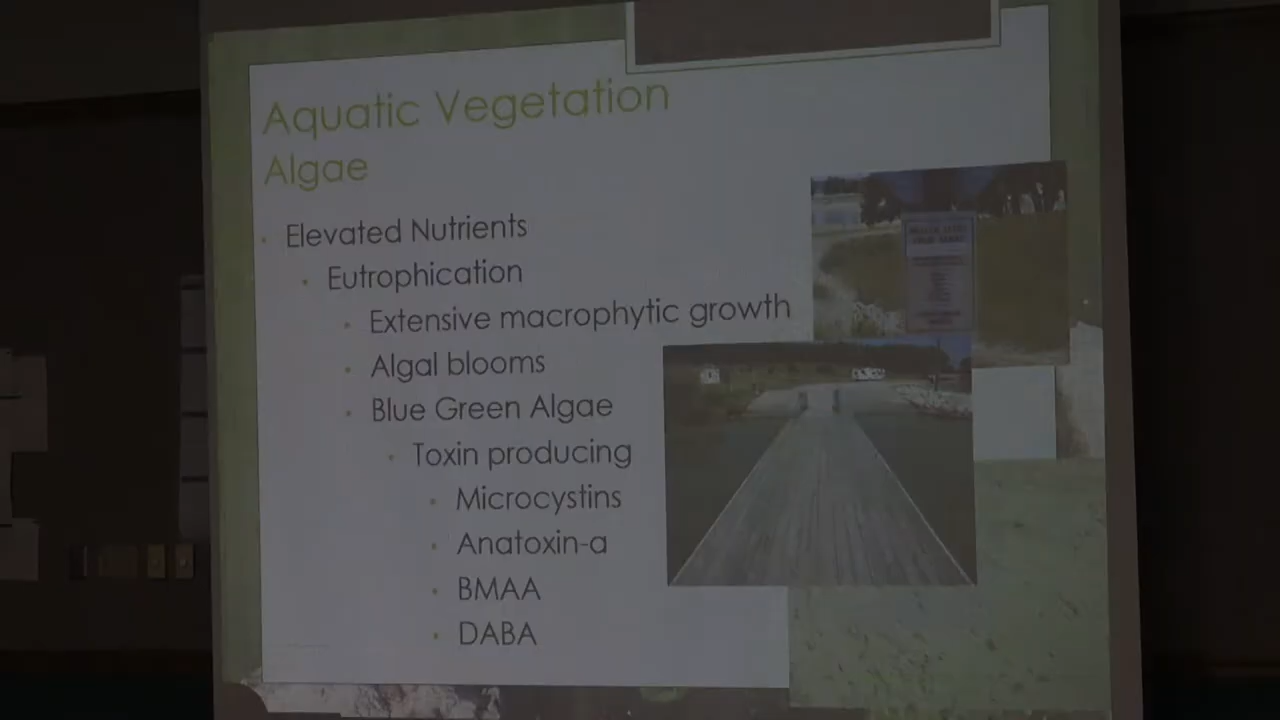 Aquatic Vegetation
Algae
Elevated Nutrients
Eutrophication
Extensive macrophytic growth
Algal blooms
Blue Green Algae
Toxin producing
Microcystins
Anatoxin-a
BMAA
DABA